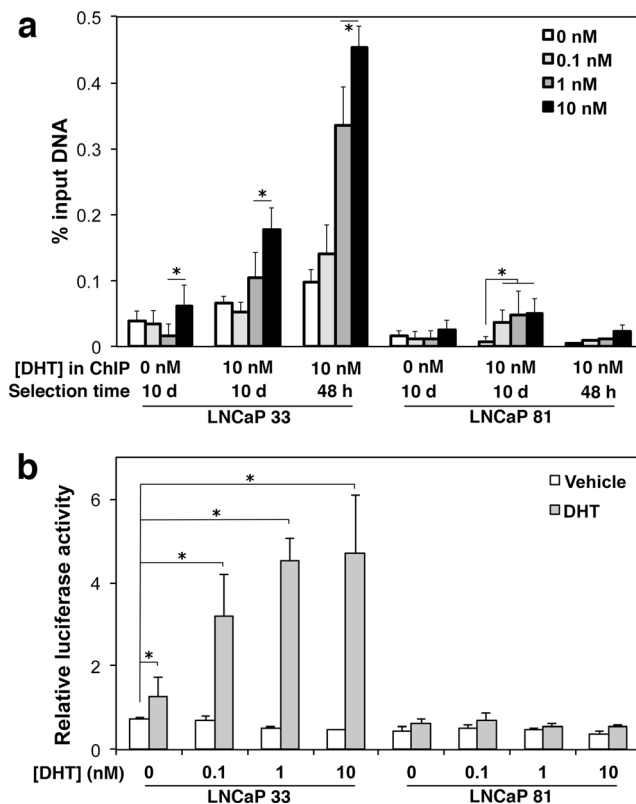 a
0.5
0.4
0.3
0.2
0.1
0
% input DNA
0 nM
0.1 nM
1 nM
10 nM
* * * *
[DHT] in ChIP 0 nM 10 nM 10 nM 0 nM 10 nM 10 nM
Selection time 10 d 10 d 48 h 10 d 10 d 48 h
LNCaP 33 LNCaP 81
b
6
4
2
0
Relative luciferase activity
Vehicle
DHT
* * * *
[DHT] (nM) 0 0.1 1 10 0 0.1 1 10
LNCaP 33 LNCaP 81